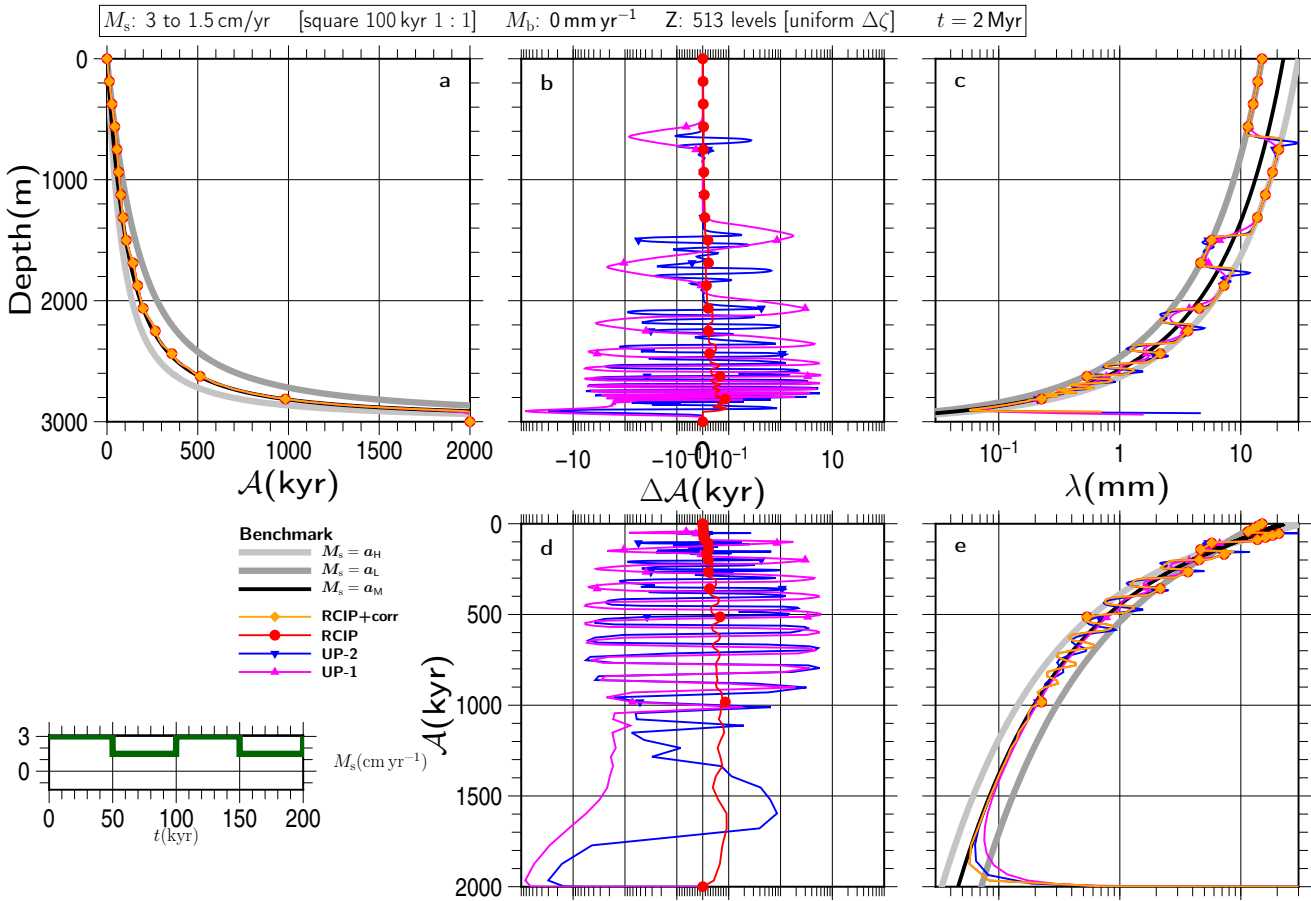 Mₛ: 3 to 1.5 cm/yr [square 100 kyr 1 : 1] M_b: 0 mm yr⁻¹ Z: 513 levels [uniform Δζ] t = 2 Myr
a
b
c
0
1000
2000
3000
Depth(m)
0 500 1000 1500 2000
𝒜(kyr)
−10 −10⁻¹ 0 10⁻¹ 10
Δ𝒜(kyr)
10⁻¹ 1 10
λ(mm)
Benchmark
Mₛ = a_H
Mₛ = a_L
Mₛ = a_M
RCIP+corr
RCIP
UP-2
UP-1
3
0
Mₛ(cm yr⁻¹)
0 50 100 150 200
t(kyr)
d
e
0
500
1000
1500
2000
𝒜(kyr)